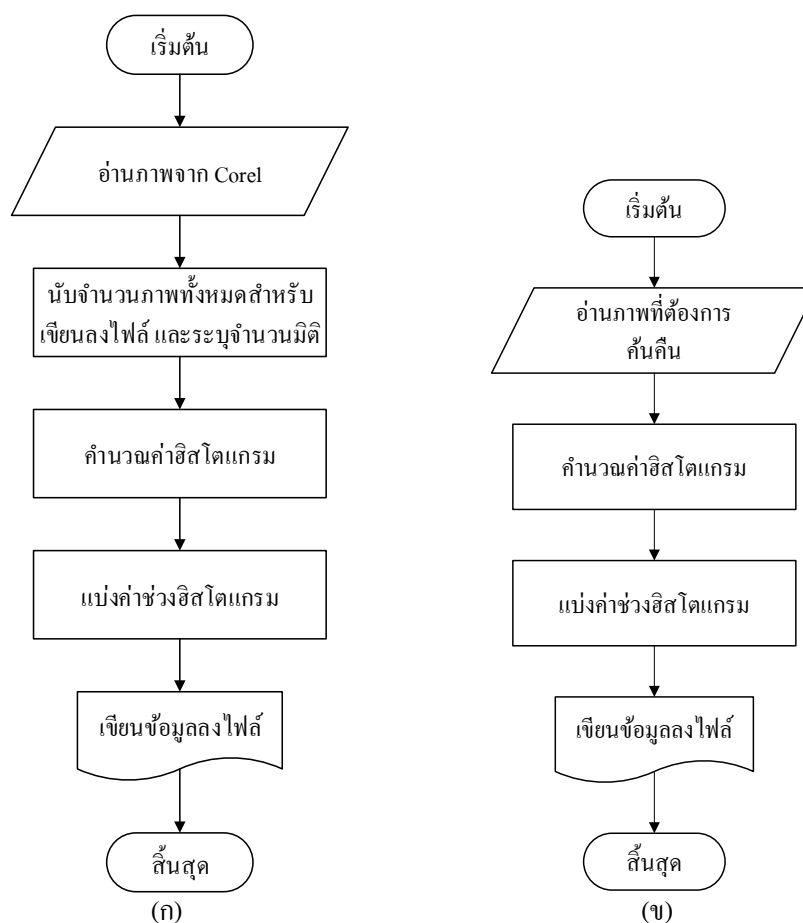 เริ่มต้น
อ่านภาพจาก Corel
นับจำนวนภาพทั้งหมดสำหรับ
เขียนลงไฟล์ และระบุจำนวนมิติ
คำนวณค่าฮิสโตแกรม
แบ่งค่าช่วงฮิสโตแกรม
เขียนข้อมูลลงไฟล์
สิ้นสุด
(ก)
เริ่มต้น
อ่านภาพที่ต้องการ
ค้นคืน
คำนวณค่าฮิสโตแกรม
แบ่งค่าช่วงฮิสโตแกรม
เขียนข้อมูลลงไฟล์
สิ้นสุด
(ข)